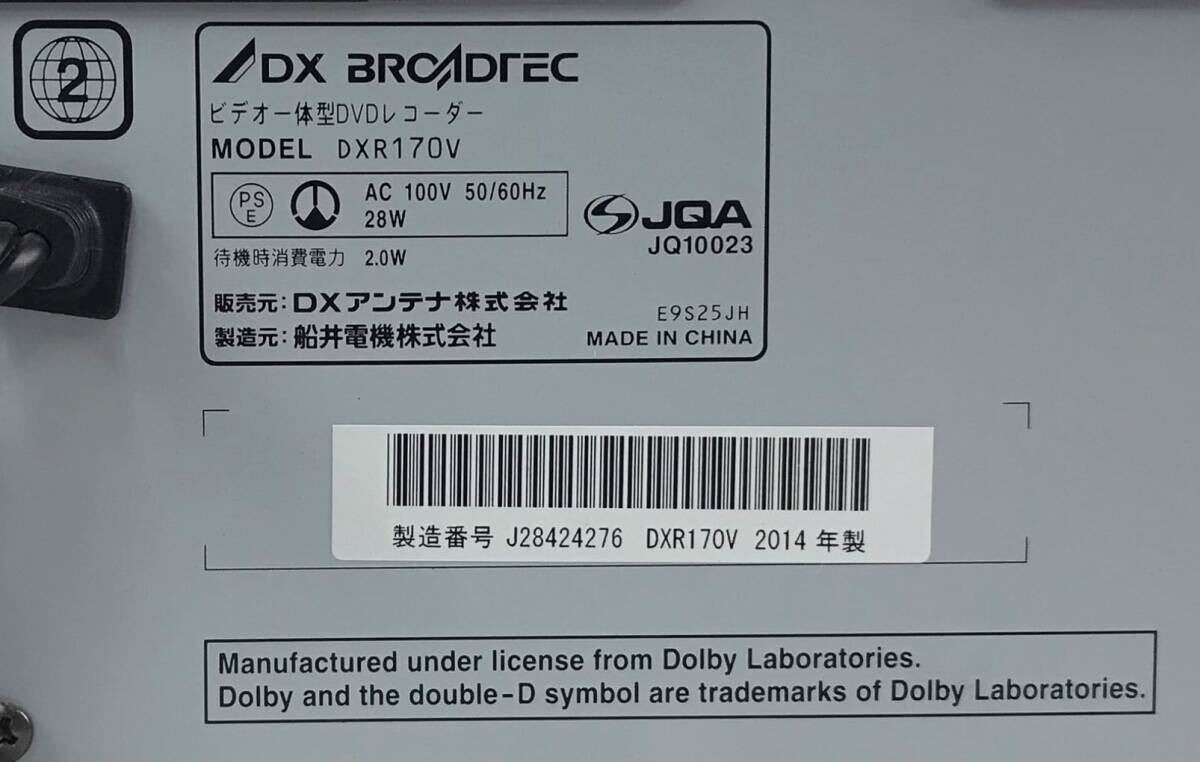 2
DX BROADTEC
ビデオ一体型DVDレコーダー
MODEL DXR170V
PS
E
AC 100V 50/60Hz
28W
JQA
JQ10023
待機時消費電力 2.0W
販売元:DXアンテナ株式会社
製造元:船井電機株式会社
E9S25JH
MADE IN CHINA
製造番号 J28424276 DXR170V 2014 年製
Manufactured under license from Dolby Laboratories.
Dolby and the double-D symbol are trademarks of Dolby Laboratories.